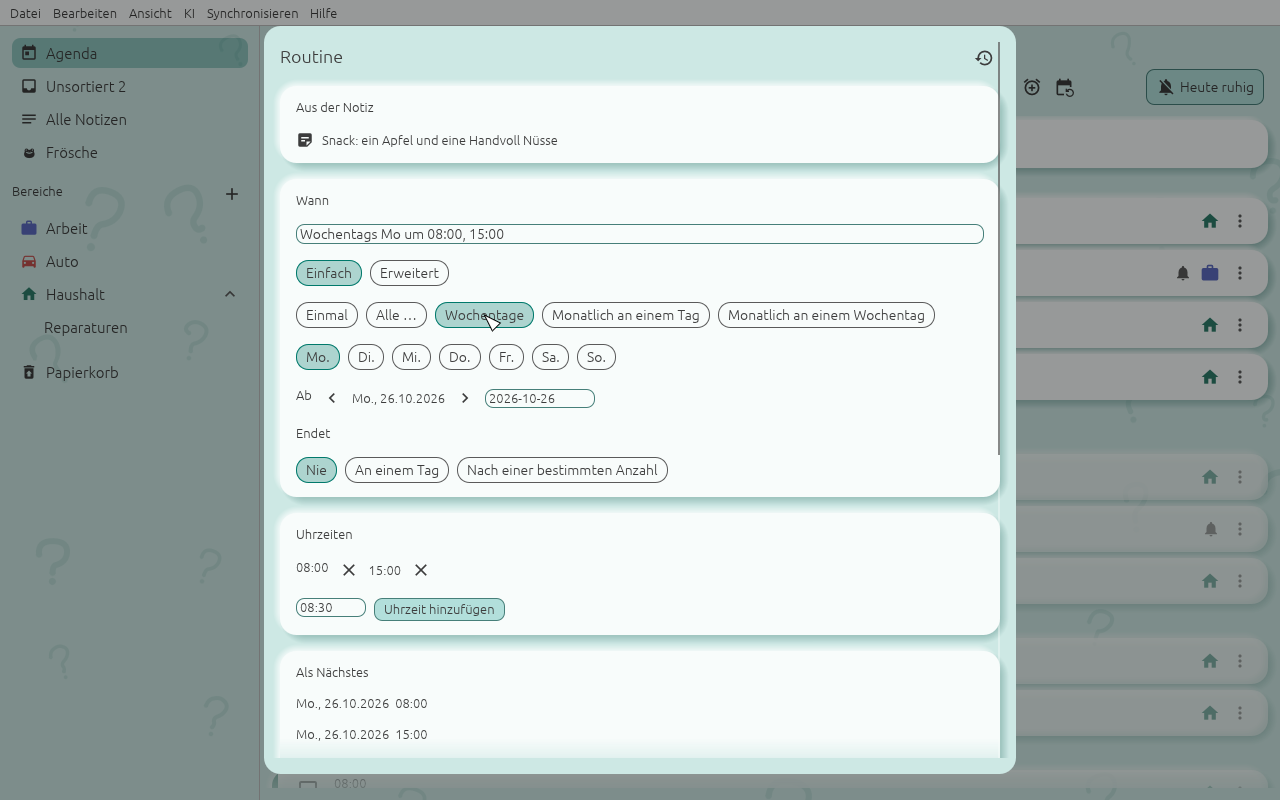 Datei Bearbeiten Ansicht KI Synchronisieren Hilfe
Agenda
Unsortiert 2
Alle Notizen
Frösche
Bereiche
Arbeit
Auto
Haushalt
Reparaturen
Papierkorb
Heute ruhig
Routine
Aus der Notiz
Snack: ein Apfel und eine Handvoll Nüsse
Wann
Wochentags Mo um 08:00, 15:00
Einfach Erweitert
Einmal Alle … Wochentage Monatlich an einem Tag Monatlich an einem Wochentag
Mo. Di. Mi. Do. Fr. Sa. So.
Ab Mo., 26.10.2026 2026-10-26
Endet
Nie An einem Tag Nach einer bestimmten Anzahl
Uhrzeiten
08:00 15:00
08:30 Uhrzeit hinzufügen
Als Nächstes
Mo., 26.10.2026 08:00
Mo., 26.10.2026 15:00
08:00